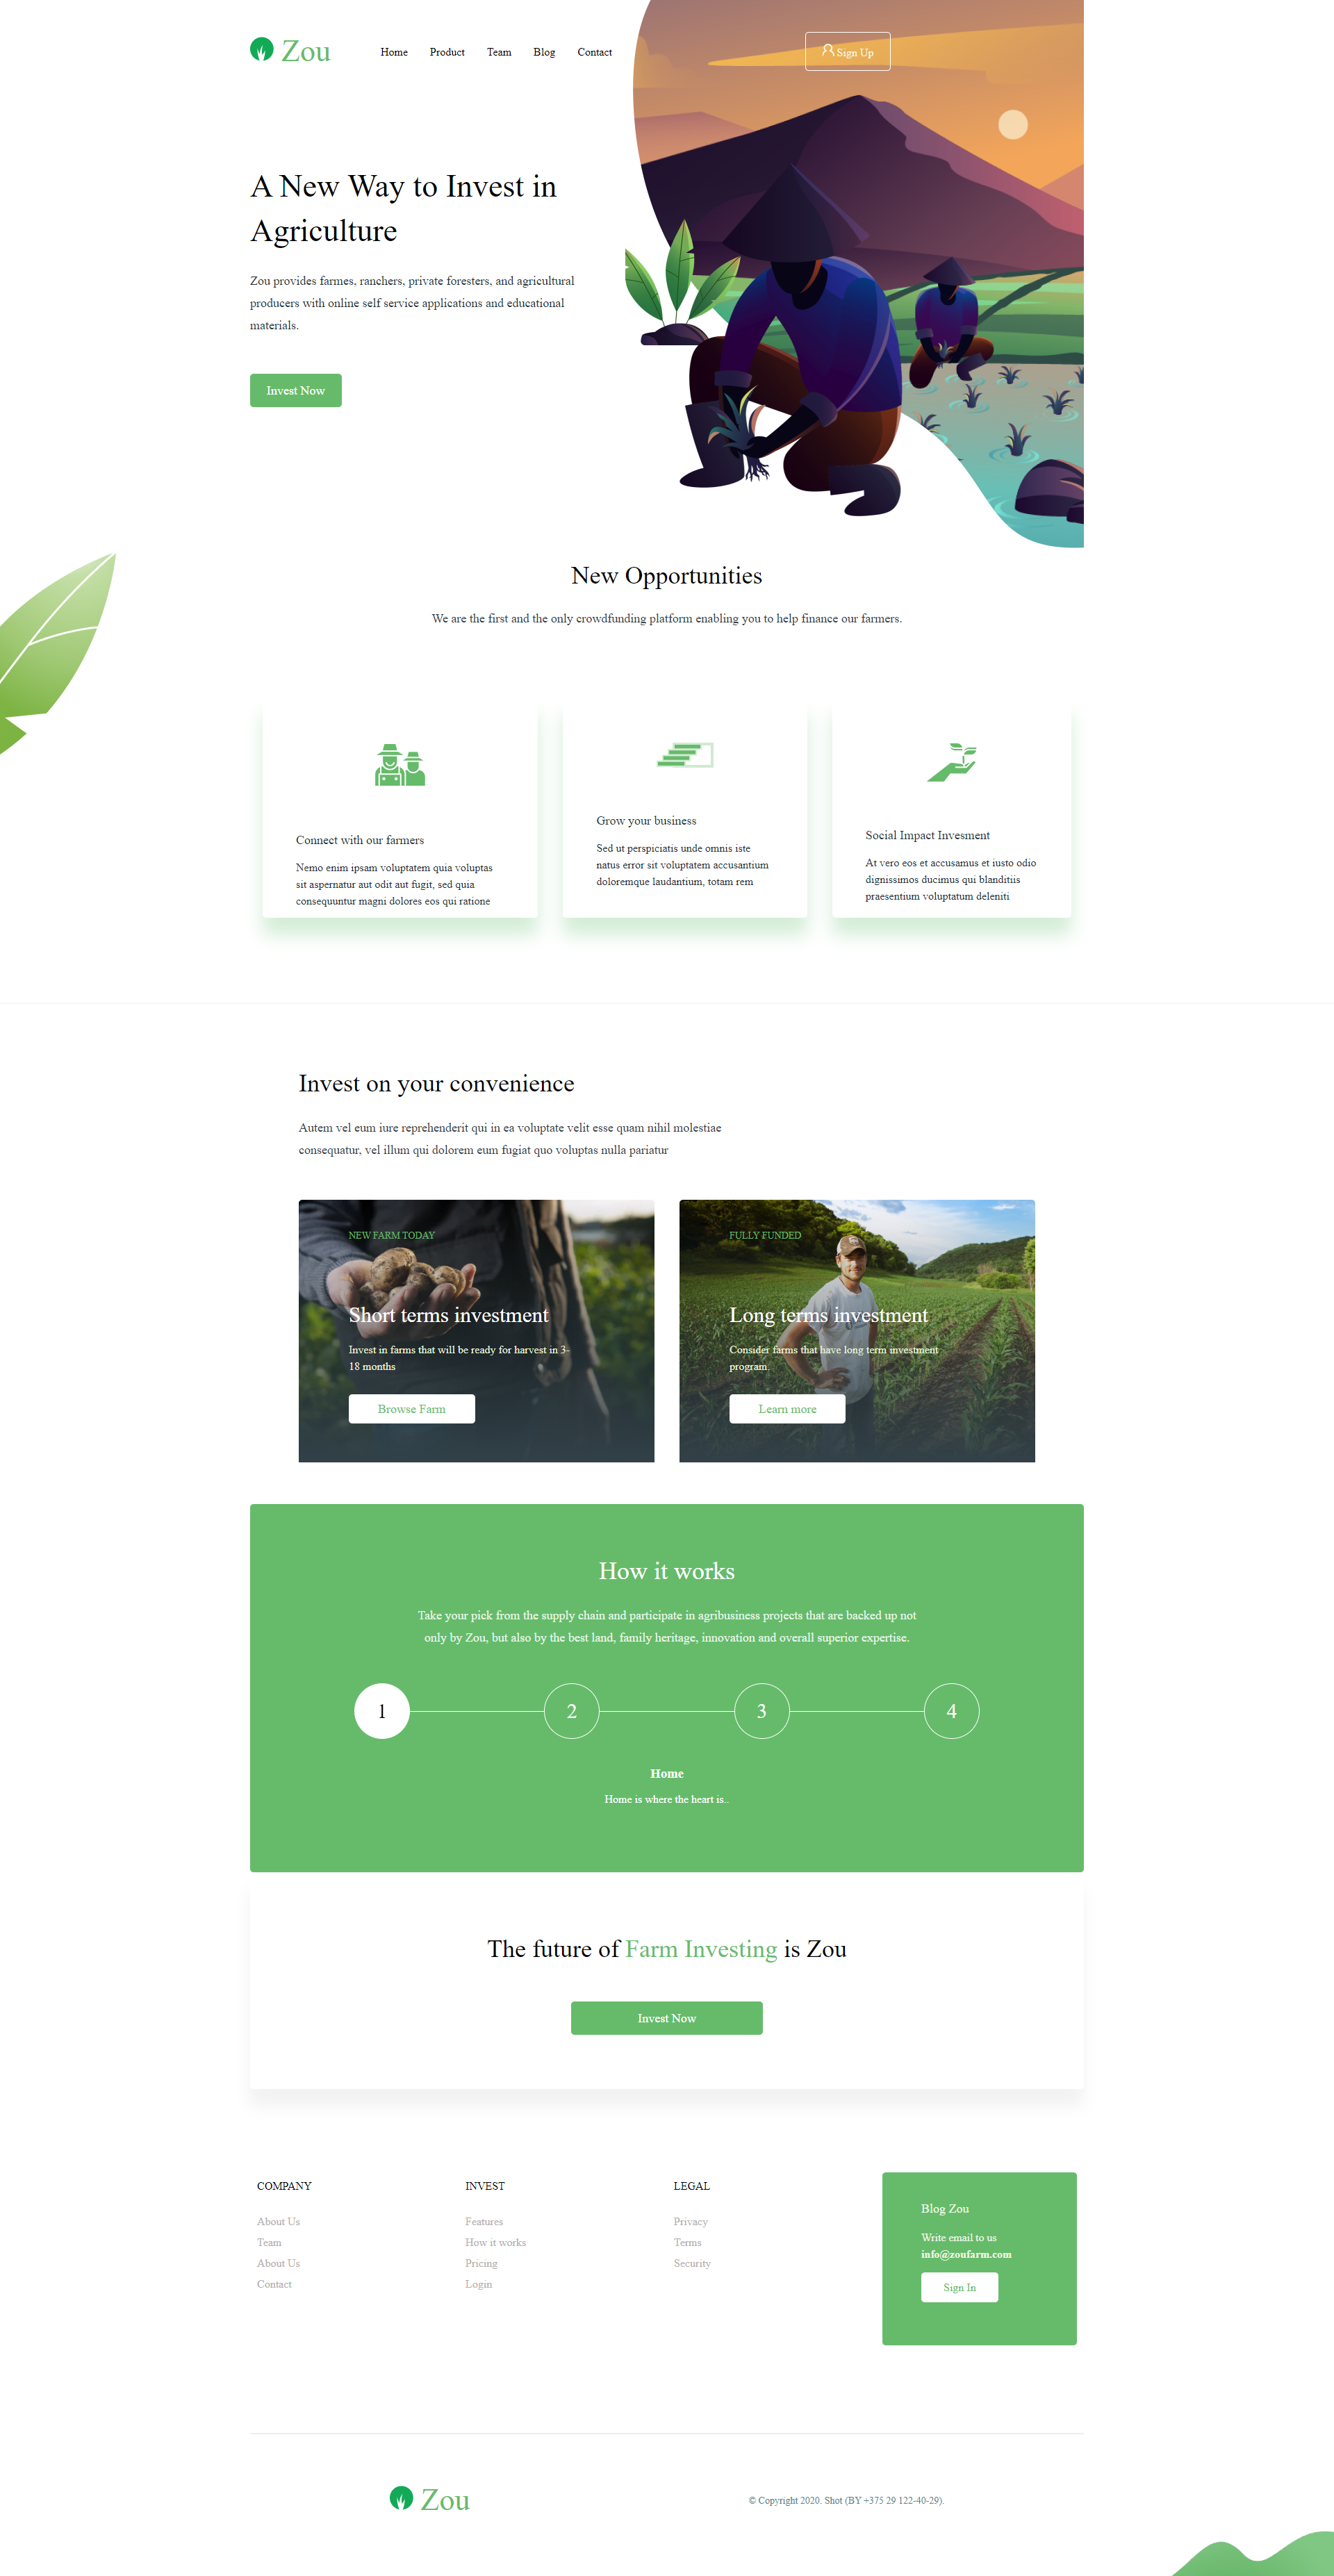 Zou
Home Product Team Blog Contact
Sign Up
A New Way to Invest in
Agriculture
Zou provides farmes, ranchers, private foresters, and agricultural
producers with online self service applications and educational
materials.
Invest Now
New Opportunities
We are the first and the only crowdfunding platform enabling you to help finance our farmers.
Connect with our farmers
Nemo enim ipsam voluptatem quia voluptas
sit aspernatur aut odit aut fugit, sed quia
consequuntur magni dolores eos qui ratione
Grow your business
Sed ut perspiciatis unde omnis iste
natus error sit voluptatem accusantium
doloremque laudantium, totam rem
Social Impact Invesment
At vero eos et accusamus et iusto odio
dignissimos ducimus qui blanditiis
praesentium voluptatum deleniti
Invest on your convenience
Autem vel eum iure reprehenderit qui in ea voluptate velit esse quam nihil molestiae
consequatur, vel illum qui dolorem eum fugiat quo voluptas nulla pariatur
NEW FARM TODAY
Short terms investment
Invest in farms that will be ready for harvest in 3-
18 months
Browse Farm
FULLY FUNDED
Long terms investment
Consider farms that have long term investment
program.
Learn more
How it works
Take your pick from the supply chain and participate in agribusiness projects that are backed up not
only by Zou, but also by the best land, family heritage, innovation and overall superior expertise.
1 2 3 4
Home
Home is where the heart is..
The future of Farm Investing is Zou
Invest Now
COMPANY
About Us
Team
About Us
Contact
INVEST
Features
How it works
Pricing
Login
LEGAL
Privacy
Terms
Security
Blog Zou
Write email to us
info@zoufarm.com
Sign In
Zou
© Copyright 2020. Shot (BY +375 29 122-40-29).